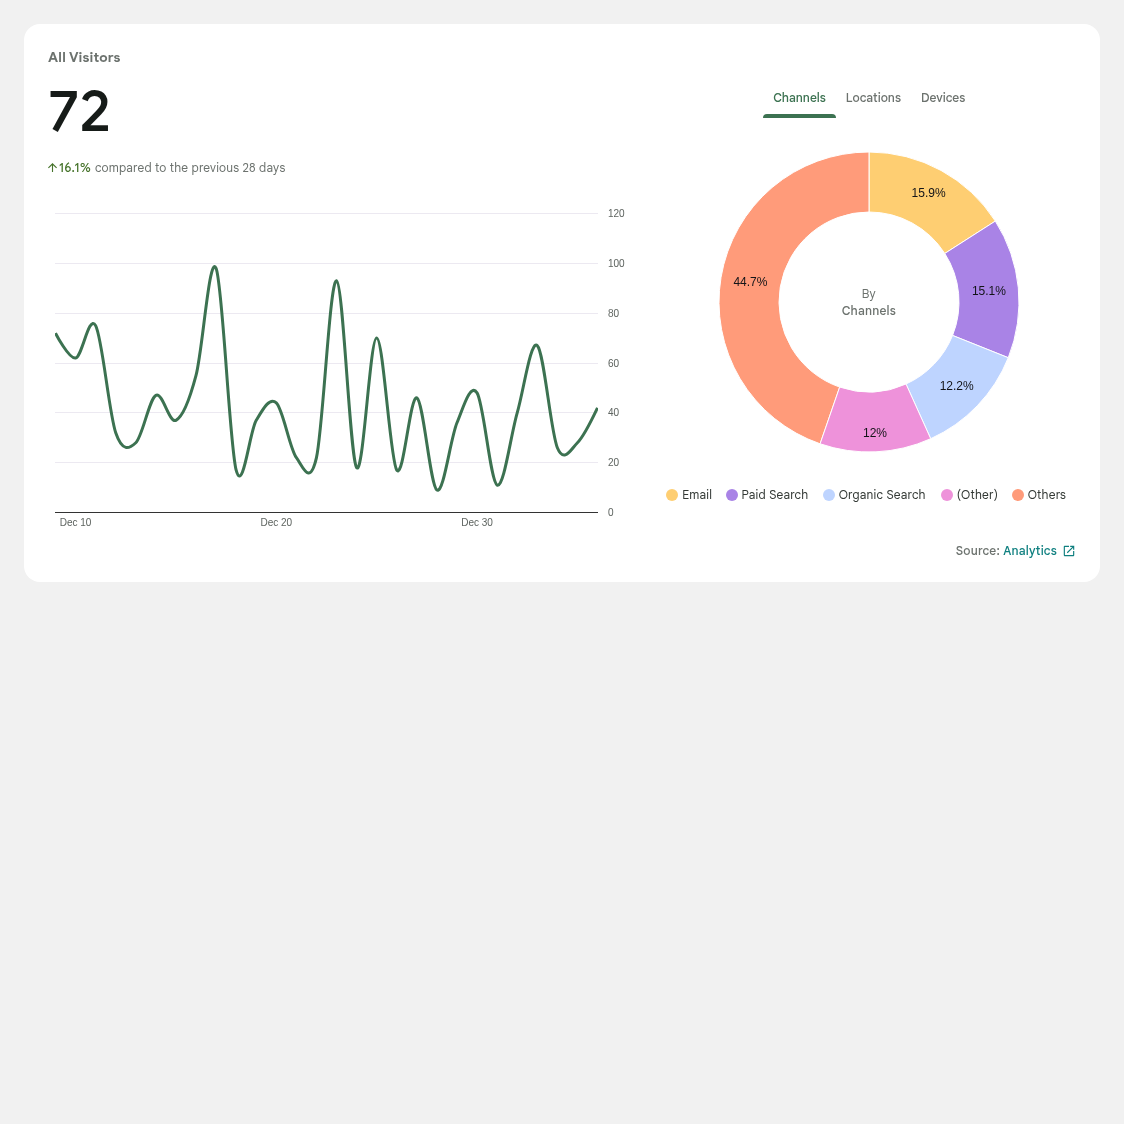 All Visitors
72
↑16.1% compared to the previous 28 days
120
100
80
60
40
20
0
Dec 10 Dec 20 Dec 30
Channels Locations Devices
15.9%
15.1%
12.2%
12%
44.7%
By
Channels
Email Paid Search Organic Search (Other) Others
Source: Analytics